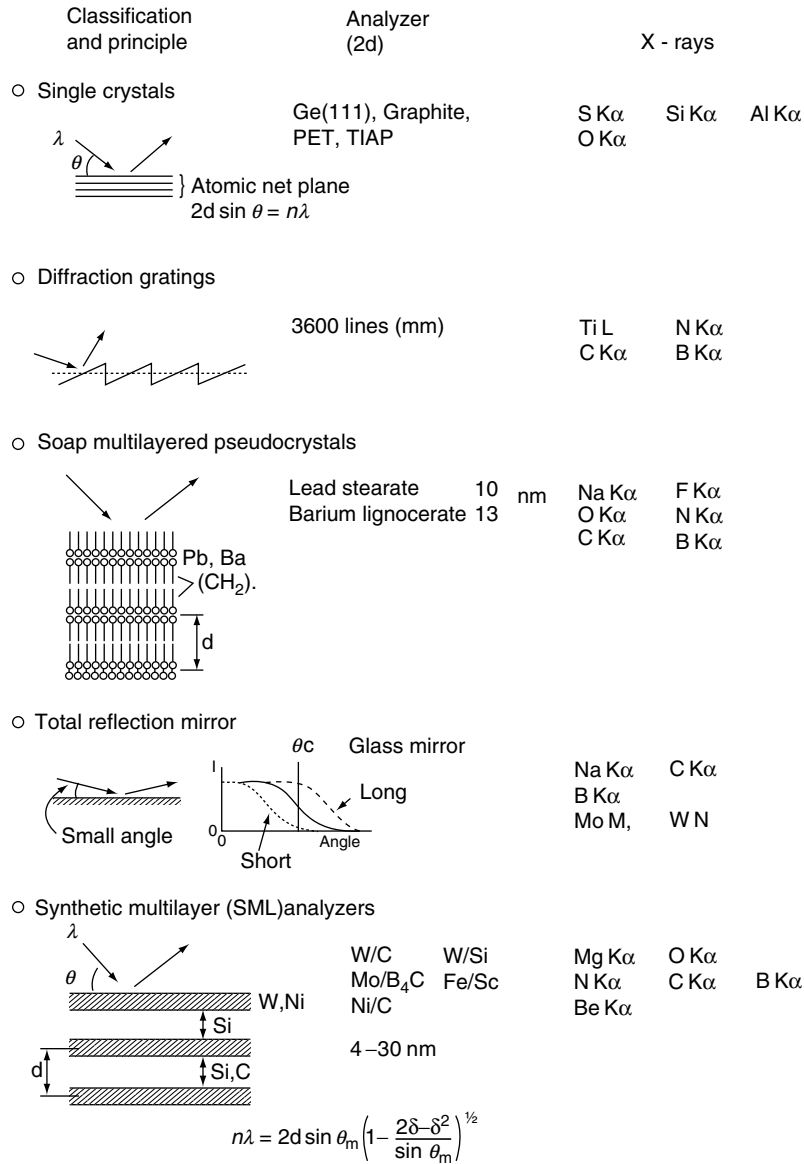 Classification and principle
Analyzer (2d)
X - rays
Single crystals
Ge(111), Graphite,
PET, TIAP
S Kα Si Kα Al Kα
O Kα
λ
θ
} Atomic net plane
2d sin θ = nλ
Diffraction gratings
3600 lines (mm)
Ti L N Kα
C Kα B Kα
Soap multilayered pseudocrystals
Lead stearate 10 nm
Barium lignocerate 13
Na Kα F Kα
O Kα N Kα
C Kα B Kα
Pb, Ba
(CH₂).
d
Total reflection mirror
θc Glass mirror
I
Long
Small angle
0
0
Angle
Short
Na Kα C Kα
B Kα
Mo M, W N
Synthetic multilayer (SML)analyzers
λ
θ
W,Ni
Si
d
Si,C
W/C W/Si
Mo/B₄C Fe/Sc
Ni/C
4–30 nm
Mg Kα O Kα
N Kα C Kα B Kα
Be Kα
nλ = 2d sin θₘ(1– 2δ–δ²/sin θₘ)^½